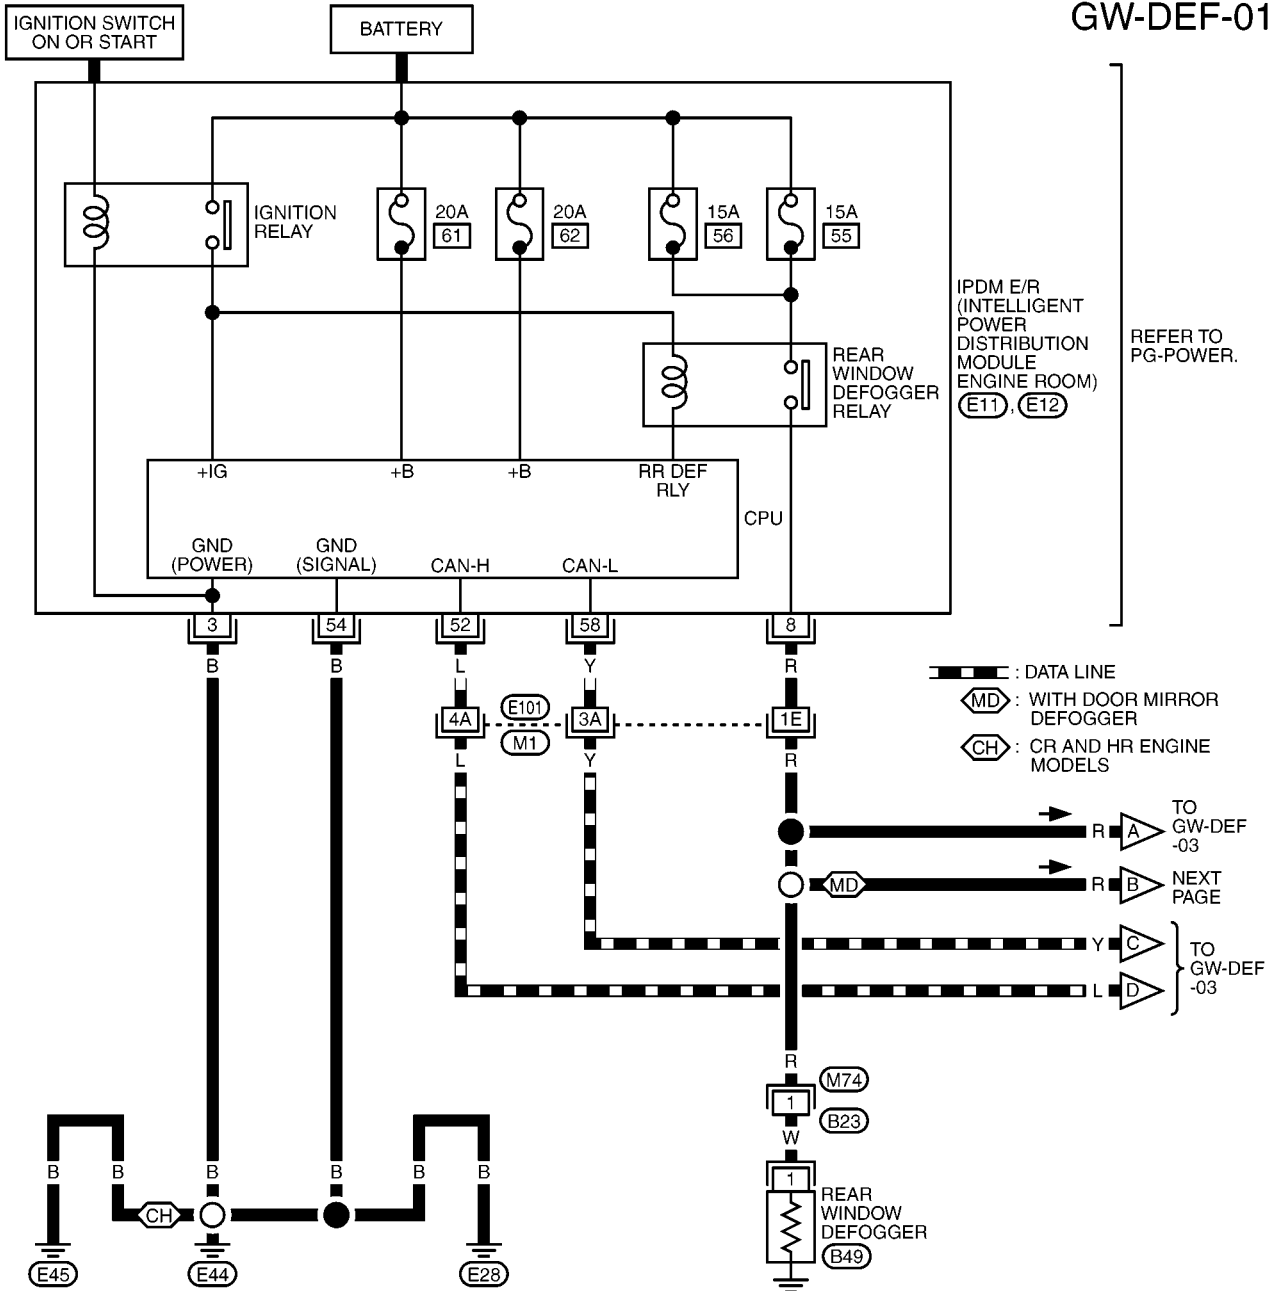 GW-DEF-01
IGNITION SWITCH
ON OR START
BATTERY
IGNITION
RELAY
20A
61
20A
62
15A
56
15A
55
IPDM E/R
(INTELLIGENT
POWER
DISTRIBUTION
MODULE
ENGINE ROOM)
E11 , E12
REFER TO
PG-POWER.
REAR
WINDOW
DEFOGGER
RELAY
+IG
+B
+B
RR DEF
RLY
CPU
GND
(POWER)
GND
(SIGNAL)
CAN-H
CAN-L
3
54
52
58
8
B
B
L
Y
R
: DATA LINE
MD : WITH DOOR MIRROR
DEFOGGER
CH : CR AND HR ENGINE
MODELS
4A
E101
M1
3A
1E
L
Y
R
R
A
TO
GW-DEF
-03
MD
R
B
NEXT
PAGE
Y
C
L
D
TO
GW-DEF
-03
R
M74
1
B23
W
1
REAR
WINDOW
DEFOGGER
B49
B
B
B
B
B
B
CH
E45
E44
E28